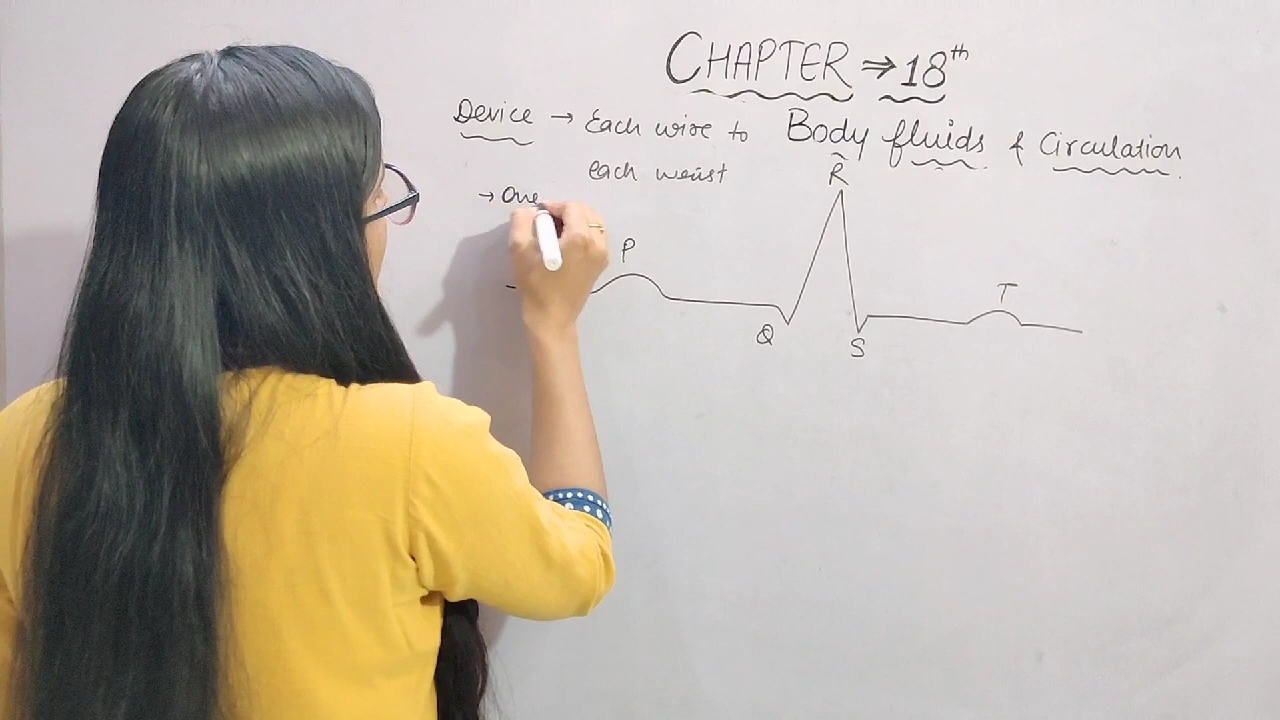 CHAPTER ⇒ 18th
Device → Each wire to
each wrist
Body fluids & Circulation
→ One
P
Q
R
S
T